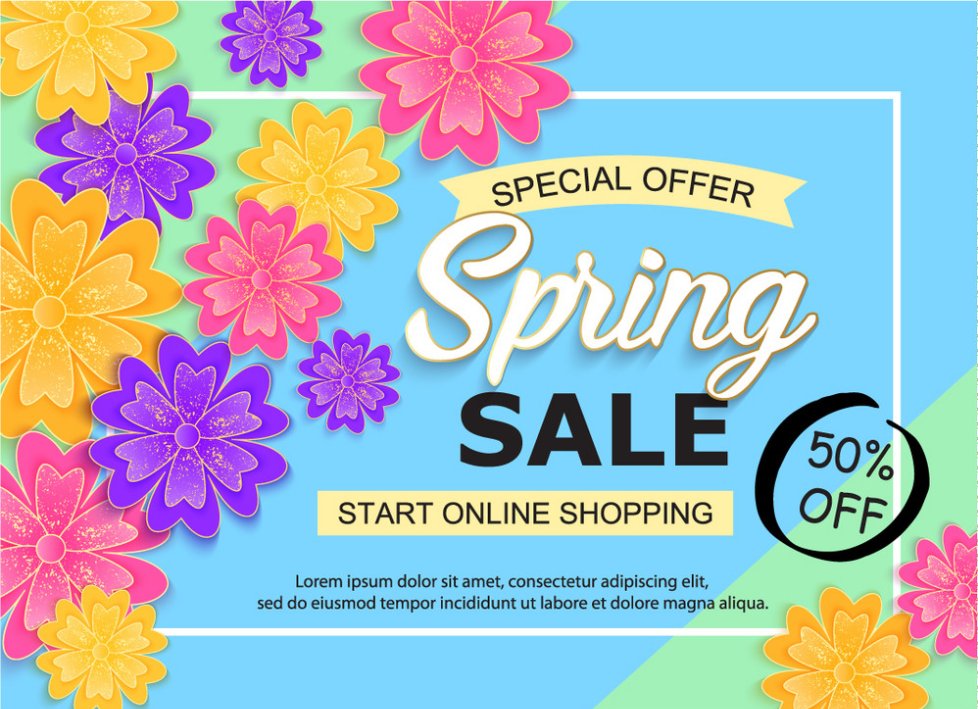 SPECIAL OFFER
Spring
SALE
50%
OFF
START ONLINE SHOPPING
Lorem ipsum dolor sit amet, consectetur adipiscing elit,
sed do eiusmod tempor incididunt ut labore et dolore magna aliqua.